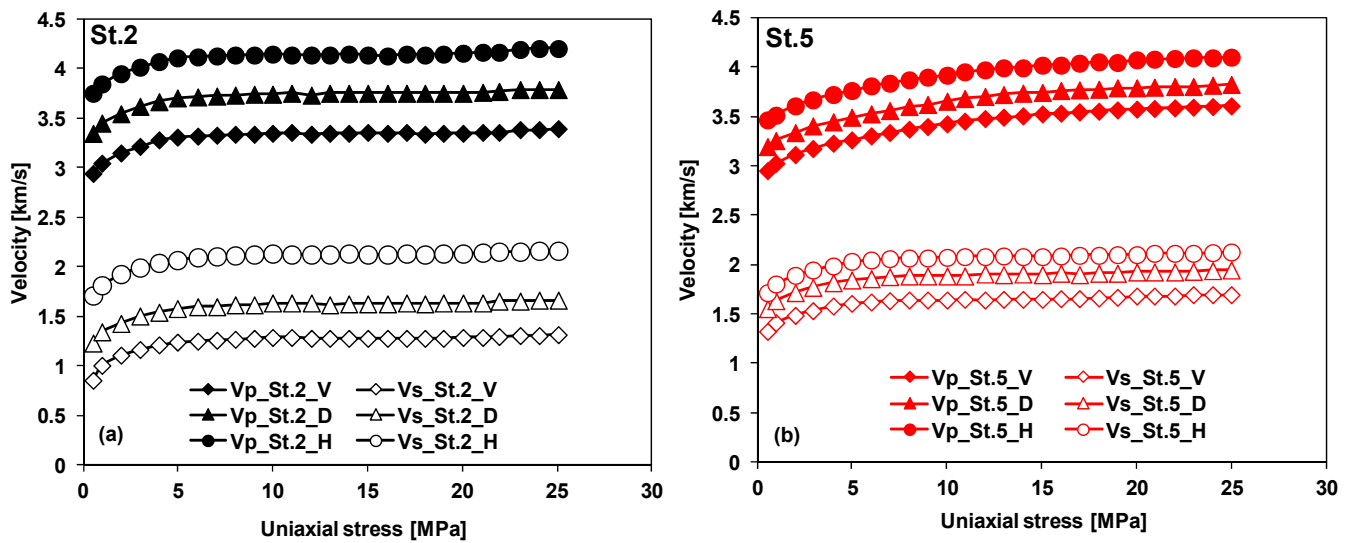 St.2
4.5
4
3.5
3
2.5
2
1.5
1
0.5
0
Velocity [km/s]
Vp_St.2_V
Vs_St.2_V
Vp_St.2_D
Vs_St.2_D
Vp_St.2_H
Vs_St.2_H
(a)
0 5 10 15 20 25 30
Uniaxial stress [MPa]
St.5
4.5
4
3.5
3
2.5
2
1.5
1
0.5
0
Velocity [km/s]
Vp_St.5_V
Vs_St.5_V
Vp_St.5_D
Vs_St.5_D
Vp_St.5_H
Vs_St.5_H
(b)
0 5 10 15 20 25 30
Uniaxial stress [MPa]